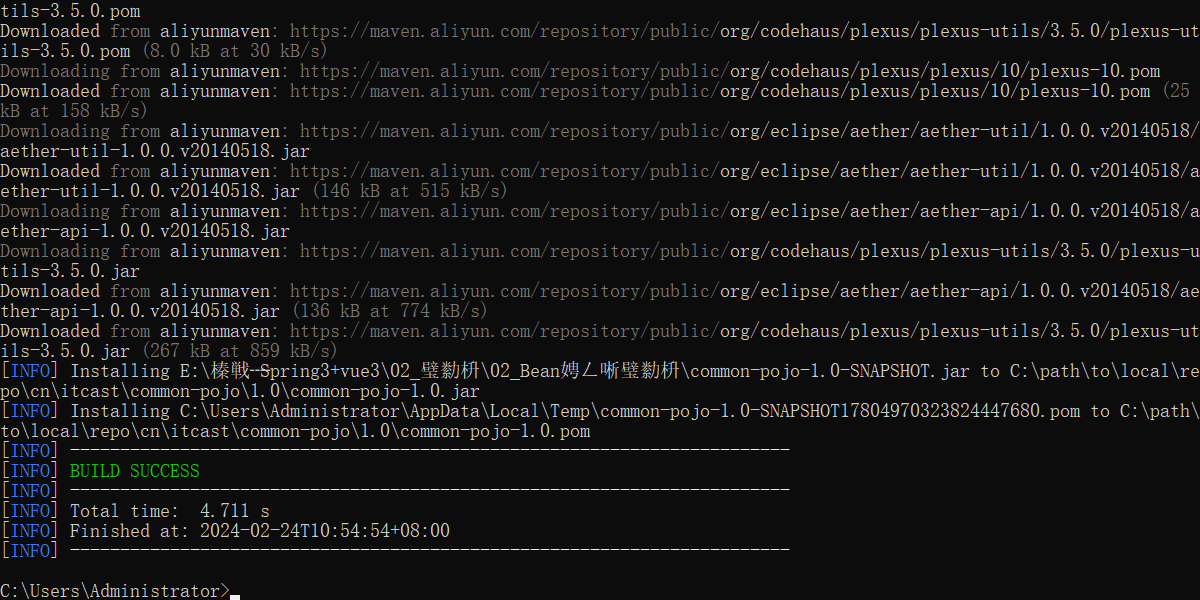 tils-3.5.0.pom
Downloaded from aliyunmaven: https://maven.aliyun.com/repository/public/org/codehaus/plexus/plexus-utils/3.5.0/plexus-ut
ils-3.5.0.pom (8.0 kB at 30 kB/s)
Downloading from aliyunmaven: https://maven.aliyun.com/repository/public/org/codehaus/plexus/plexus/10/plexus-10.pom
Downloaded from aliyunmaven: https://maven.aliyun.com/repository/public/org/codehaus/plexus/plexus/10/plexus-10.pom (25
kB at 158 kB/s)
Downloading from aliyunmaven: https://maven.aliyun.com/repository/public/org/eclipse/aether/aether-util/1.0.0.v20140518/
aether-util-1.0.0.v20140518.jar
Downloaded from aliyunmaven: https://maven.aliyun.com/repository/public/org/eclipse/aether/aether-util/1.0.0.v20140518/a
ether-util-1.0.0.v20140518.jar (146 kB at 515 kB/s)
Downloading from aliyunmaven: https://maven.aliyun.com/repository/public/org/eclipse/aether/aether-api/1.0.0.v20140518/a
ether-api-1.0.0.v20140518.jar
Downloading from aliyunmaven: https://maven.aliyun.com/repository/public/org/codehaus/plexus/plexus-utils/3.5.0/plexus-u
tils-3.5.0.jar
Downloaded from aliyunmaven: https://maven.aliyun.com/repository/public/org/eclipse/aether/aether-api/1.0.0.v20140518/ae
ther-api-1.0.0.v20140518.jar (136 kB at 774 kB/s)
Downloaded from aliyunmaven: https://maven.aliyun.com/repository/public/org/codehaus/plexus/plexus-utils/3.5.0/plexus-ut
ils-3.5.0.jar (267 kB at 859 kB/s)
[INFO] Installing E:\榛戦┈Spring3+vue3\02_璧勬枡\02_Bean娉ㄥ唽璧勬枡\common-pojo-1.0-SNAPSHOT.jar to C:\path\to\local\re
po\cn\itcast\common-pojo\1.0\common-pojo-1.0.jar
[INFO] Installing C:\Users\Administrator\AppData\Local\Temp\common-pojo-1.0-SNAPSHOT17804970323824447680.pom to C:\path\
to\local\repo\cn\itcast\common-pojo\1.0\common-pojo-1.0.pom
[INFO] ------------------------------------------------------------------------
[INFO] BUILD SUCCESS
[INFO] ------------------------------------------------------------------------
[INFO] Total time:  4.711 s
[INFO] Finished at: 2024-02-24T10:54:54+08:00
[INFO] ------------------------------------------------------------------------
C:\Users\Administrator>